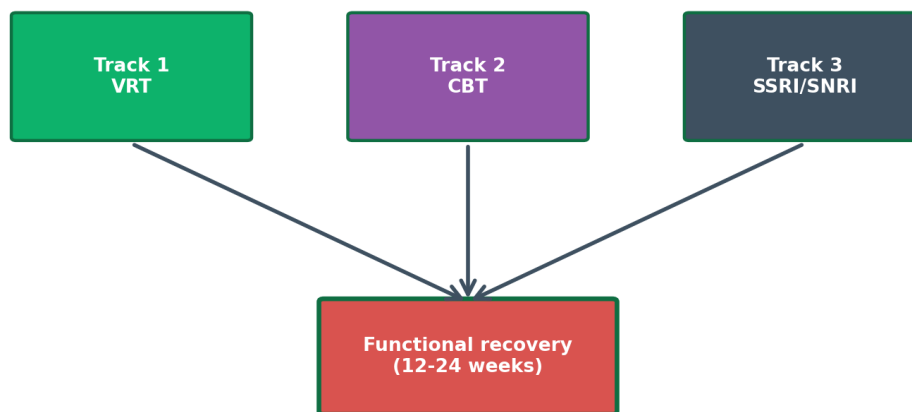 Track 1
VRT
Track 2
CBT
Track 3
SSRI/SNRI
Functional recovery
(12-24 weeks)